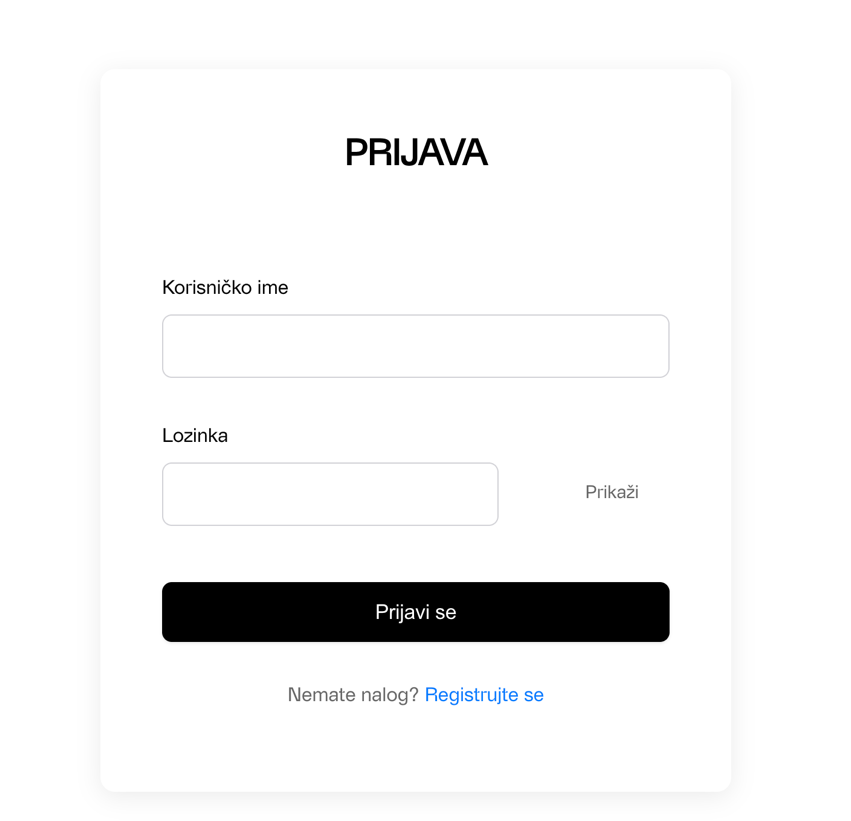 PRIJAVA
Korisničko ime
Lozinka
Prikaži
Prijavi se
Nemate nalog? Registrujte se